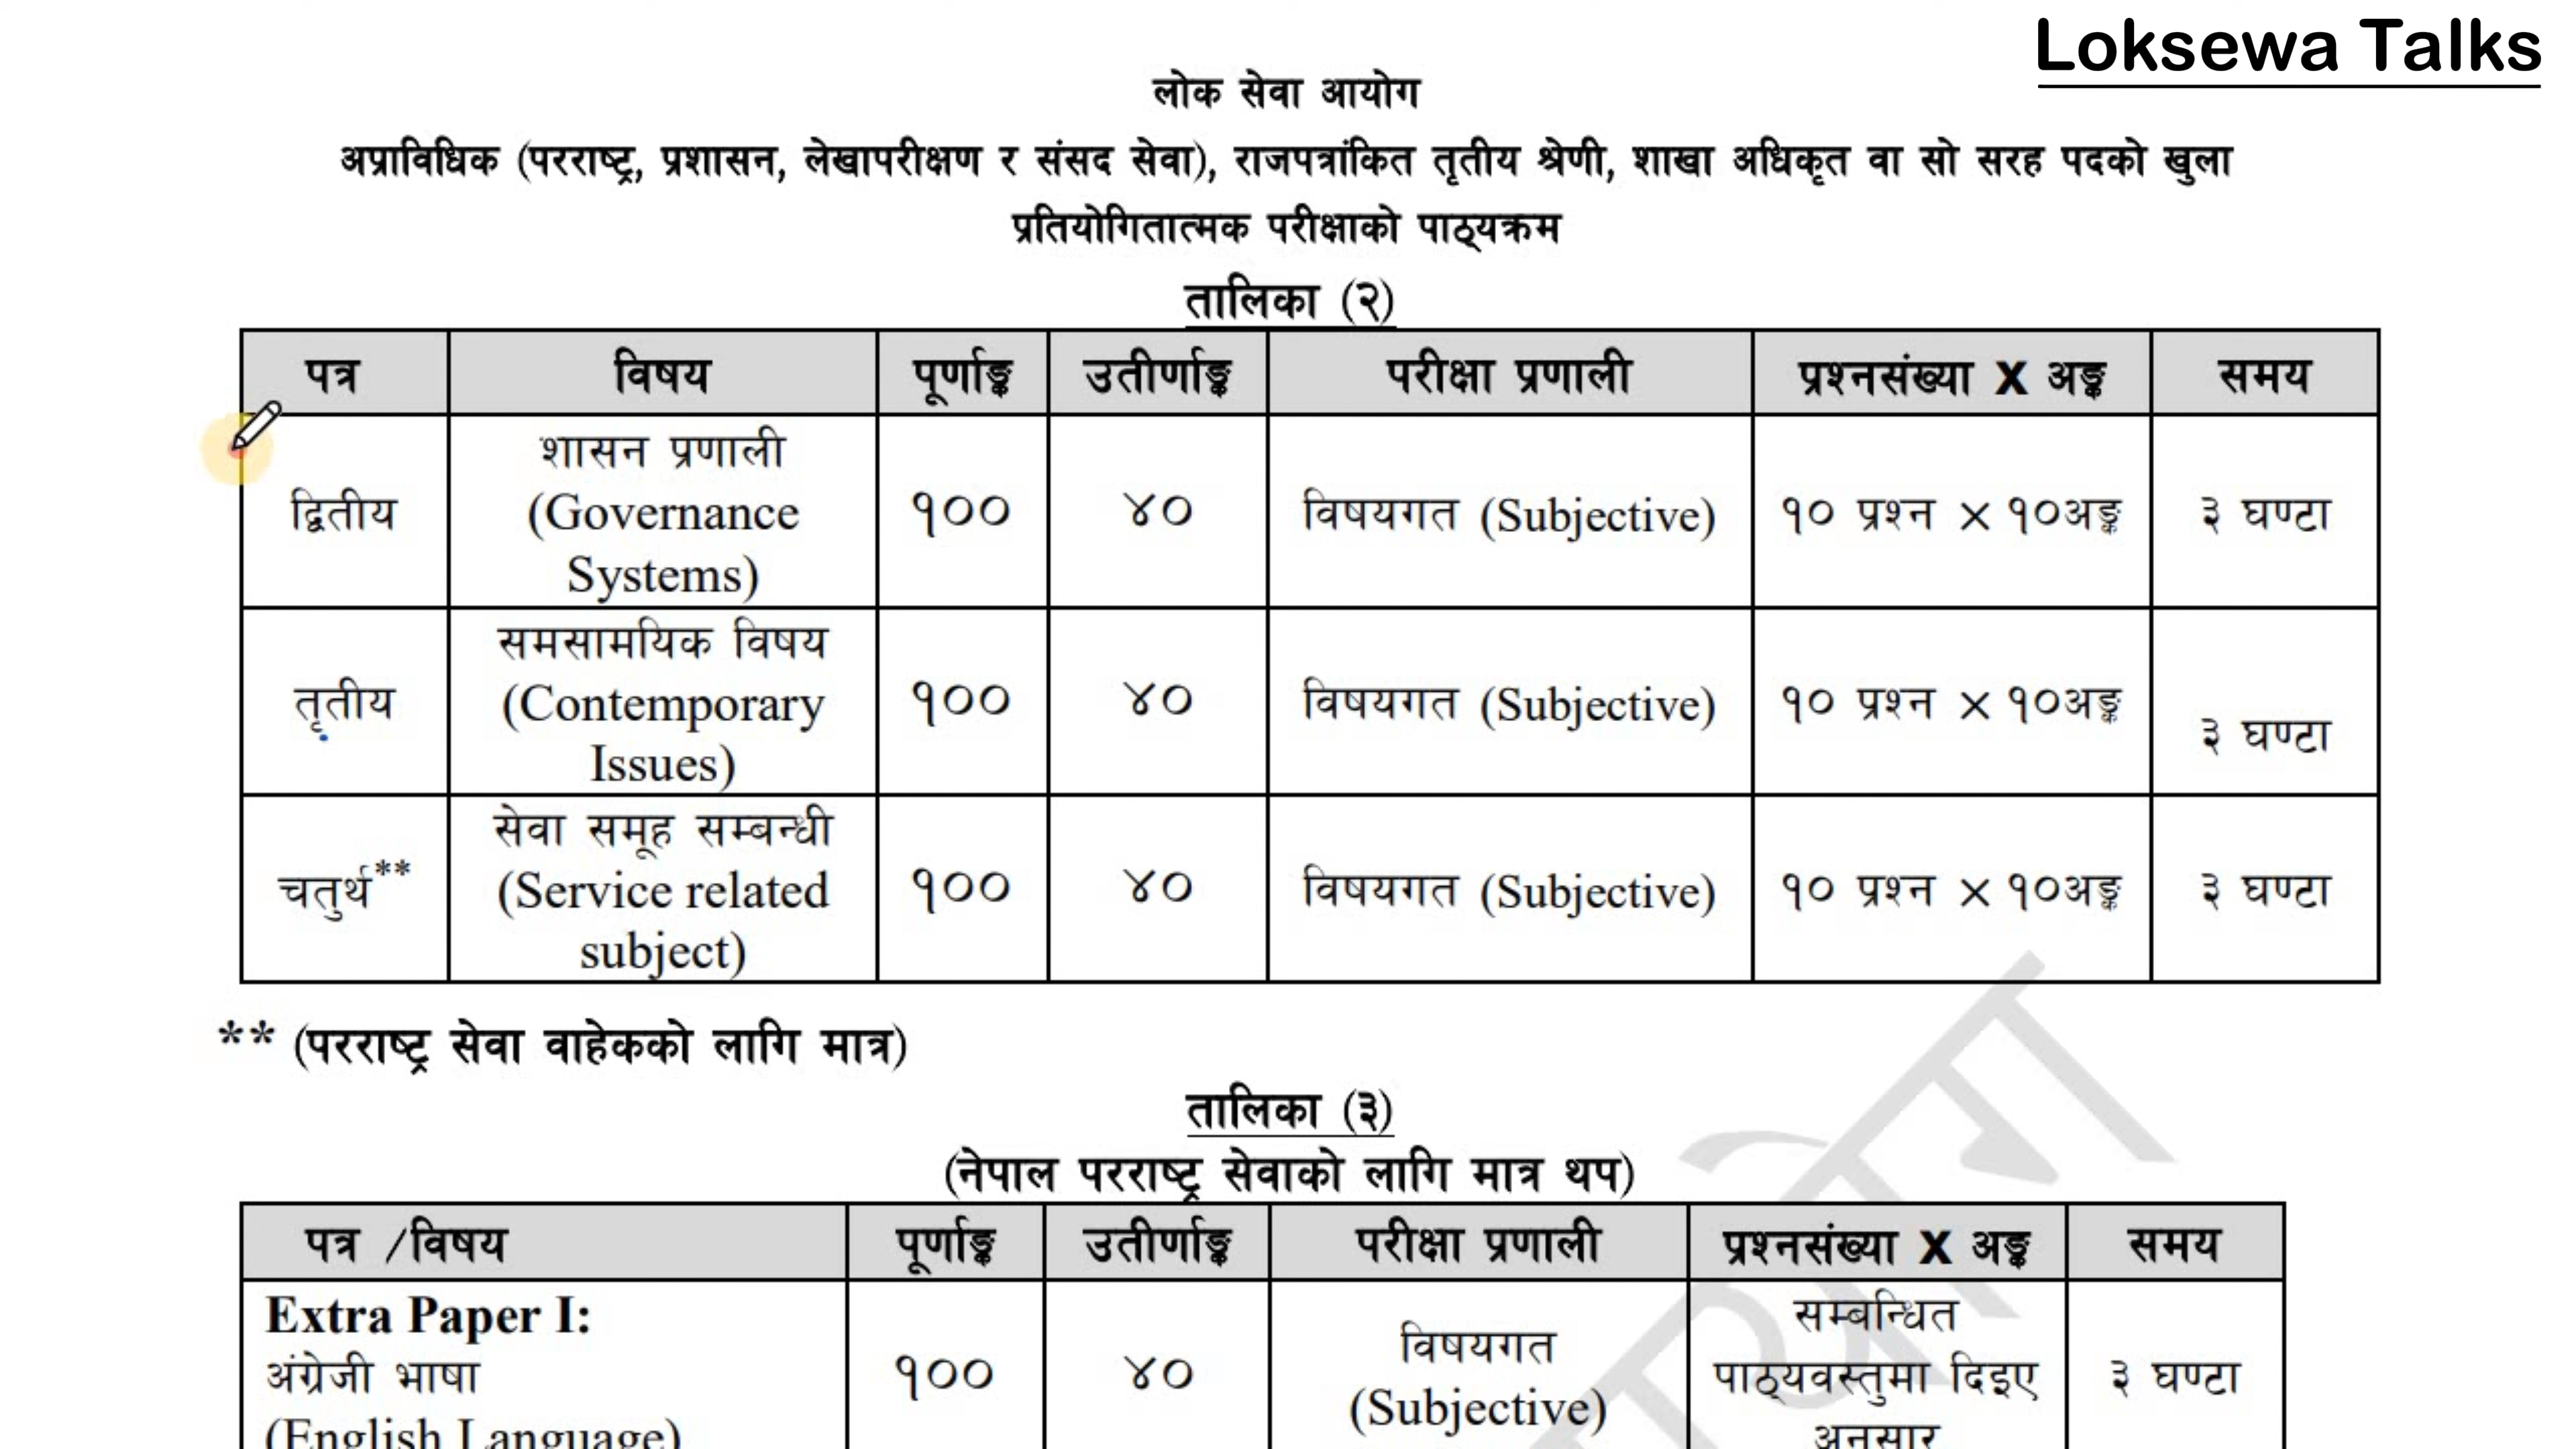 Loksewa Talks
लोक सेवा आयोग
अप्राविधिक (परराष्ट्र, प्रशासन, लेखापरीक्षण र संसद सेवा), राजपत्रांकित तृतीय श्रेणी, शाखा अधिकृत वा सो सरह पदको खुला
प्रतियोगितात्मक परीक्षाको पाठ्यक्रम
तालिका (२)
पत्र विषय पूर्णाङ्क उतीर्णाङ्क परीक्षा प्रणाली प्रश्नसंख्या X अङ्क समय
द्वितीय शासन प्रणाली (Governance Systems) १०० ४० विषयगत (Subjective) १० प्रश्न × १०अङ्क ३ घण्टा
तृतीय समसामयिक विषय (Contemporary Issues) १०० ४० विषयगत (Subjective) १० प्रश्न × १०अङ्क ३ घण्टा
चतुर्थ** सेवा समूह सम्बन्धी (Service related subject) १०० ४० विषयगत (Subjective) १० प्रश्न × १०अङ्क ३ घण्टा
** (परराष्ट्र सेवा वाहेकको लागि मात्र)
तालिका (३)
(नेपाल परराष्ट्र सेवाको लागि मात्र थप)
पत्र /विषय पूर्णाङ्क उतीर्णाङ्क परीक्षा प्रणाली प्रश्नसंख्या X अङ्क समय
Extra Paper I:
अंग्रेजी भाषा
(English Language)
१०० ४० विषयगत (Subjective) सम्बन्धित पाठ्यवस्तुमा दिइए अनुसार ३ घण्टा